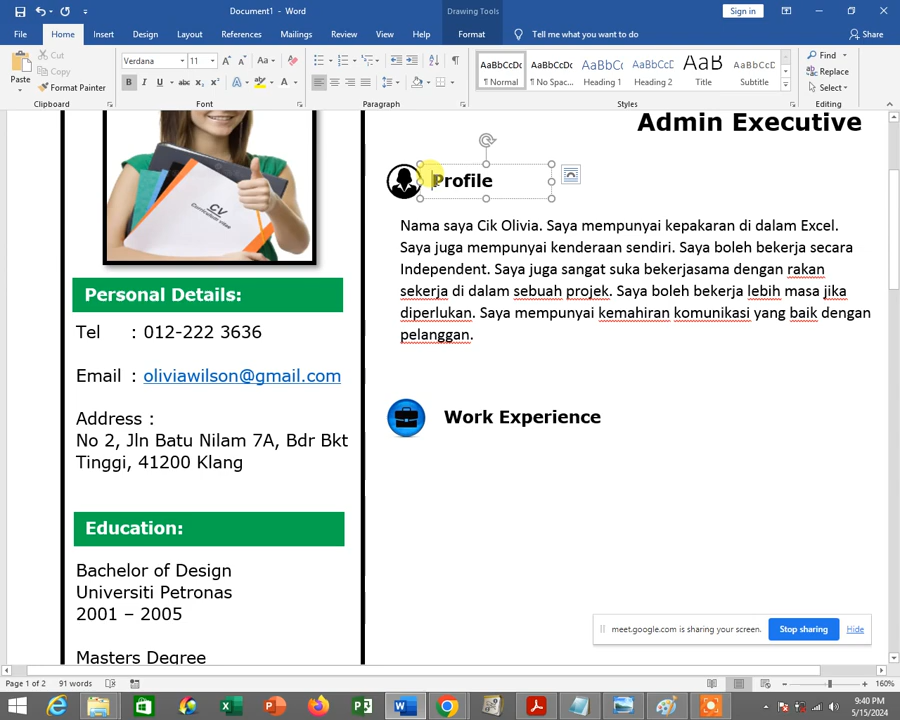 Document1 - Word
Drawing Tools
Sign in
File Home Insert Design Layout References Mailings Review View Help Format Tell me what you want to do Share
Cut
Copy
Format Painter
Paste
Verdana 11
AaBbCcDc AaBbCcDc AaBbC AaBbCcD AaB AaBbCcD
¶ Normal ¶ No Spac... Heading 1 Heading 2 Title Subtitle
Find
Replace
Select
Clipboard Font Paragraph Styles Editing
CV
Curriculum vitae
Admin Executive
Profile
Nama saya Cik Olivia. Saya mempunyai kepakaran di dalam Excel.
Saya juga mempunyai kenderaan sendiri. Saya boleh bekerja secara
Independent. Saya juga sangat suka bekerjasama dengan rakan
sekerja di dalam sebuah projek. Saya boleh bekerja lebih masa jika
diperlukan. Saya mempunyai kemahiran komunikasi yang baik dengan
pelanggan.
Work Experience
Personal Details:
Tel : 012-222 3636
Email : oliviawilson@gmail.com
Address :
No 2, Jln Batu Nilam 7A, Bdr Bkt
Tinggi, 41200 Klang
Education:
Bachelor of Design
Universiti Petronas
2001 – 2005
Masters Degree
meet.google.com is sharing your screen. Stop sharing Hide
Page 1 of 2 91 words 160%
9:40 PM
5/15/2024